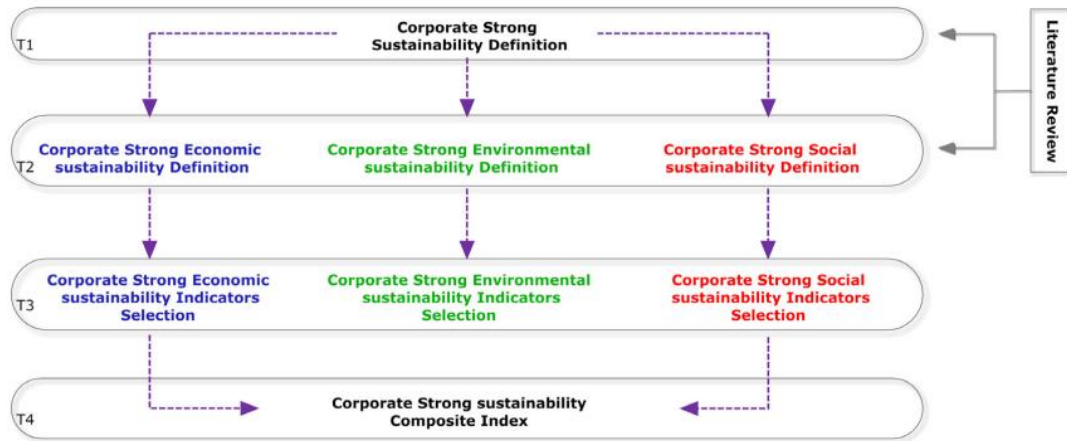 T1
Corporate Strong
Sustainability Definition
Literature Review
T2
Corporate Strong Economic
sustainability Definition
Corporate Strong Environmental
sustainability Definition
Corporate Strong Social
sustainability Definition
T3
Corporate Strong Economic
sustainability Indicators
Selection
Corporate Strong Environmental
sustainability Indicators
Selection
Corporate Strong Social
sustainability Indicators
Selection
T4
Corporate Strong sustainability
Composite Index